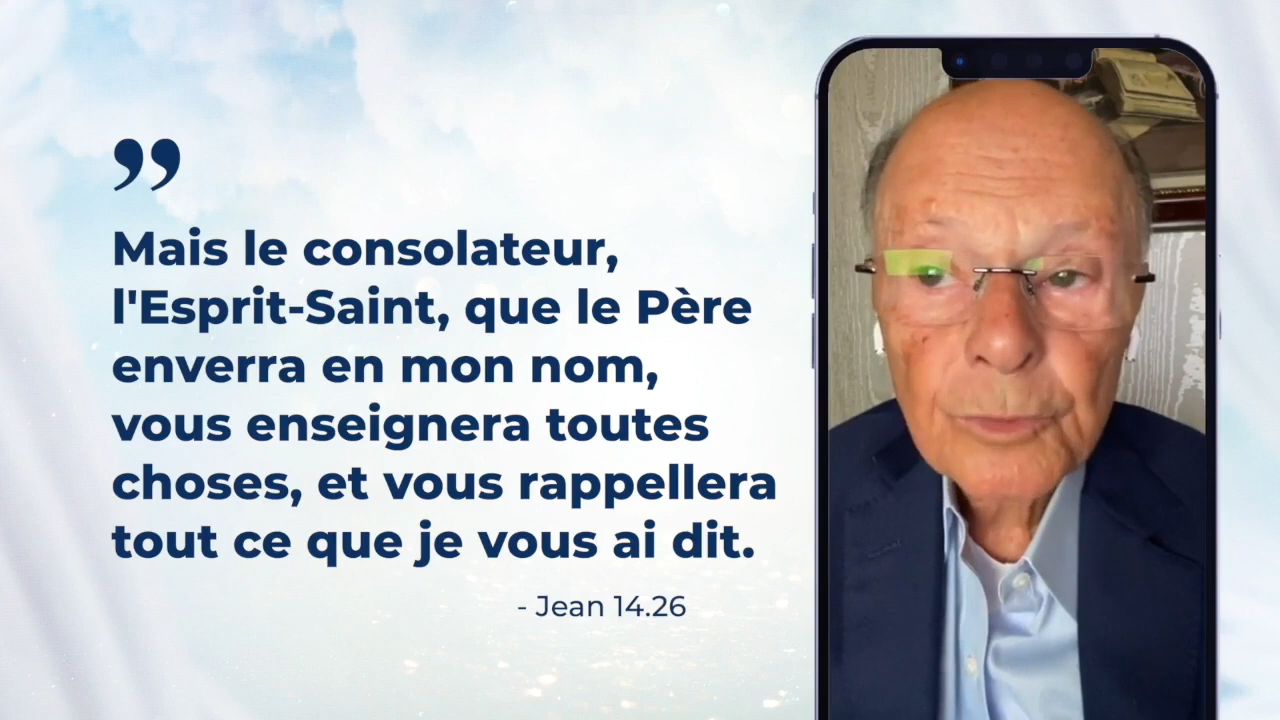 ”
Mais le consolateur,
l'Esprit-Saint, que le Père
enverra en mon nom,
vous enseignera toutes
choses, et vous rappellera
tout ce que je vous ai dit.
- Jean 14.26